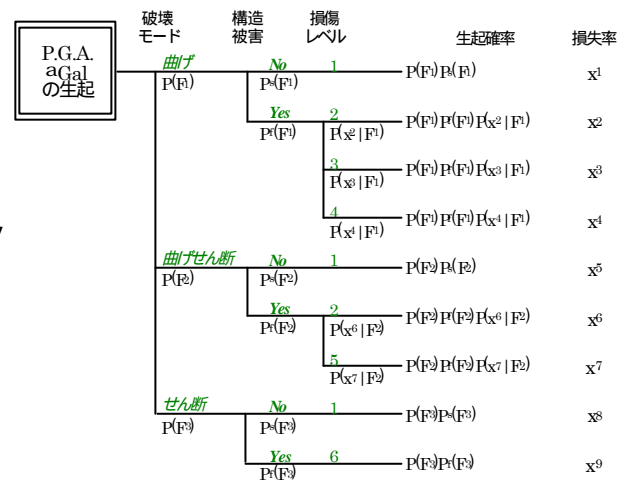 破壊 構造 損傷
モード 被害 レベル 生起確率 損失率
P.G.A.
aGal
の生起
曲げ No 1
P(F1) Ps(F1) P(F1)Ps(F1) x1
Yes 2
Pf(F1) P(x2|F1) P(F1)Pf(F1)P(x2|F1) x2
3
P(x3|F1) P(F1)Pf(F1)P(x3|F1) x3
4
P(x4|F1) P(F1)Pf(F1)P(x4|F1) x4
曲げせん断 No 1
P(F2) Ps(F2) P(F2)Ps(F2) x5
Yes 2
Pf(F2) P(x6|F2) P(F2)Pf(F2)P(x6|F2) x6
5
P(x7|F2) P(F2)Pf(F2)P(x7|F2) x7
せん断 No 1
P(F3) Ps(F3) P(F3)Ps(F3) x8
Yes 6
Pf(F3) P(F3)Pf(F3) x9